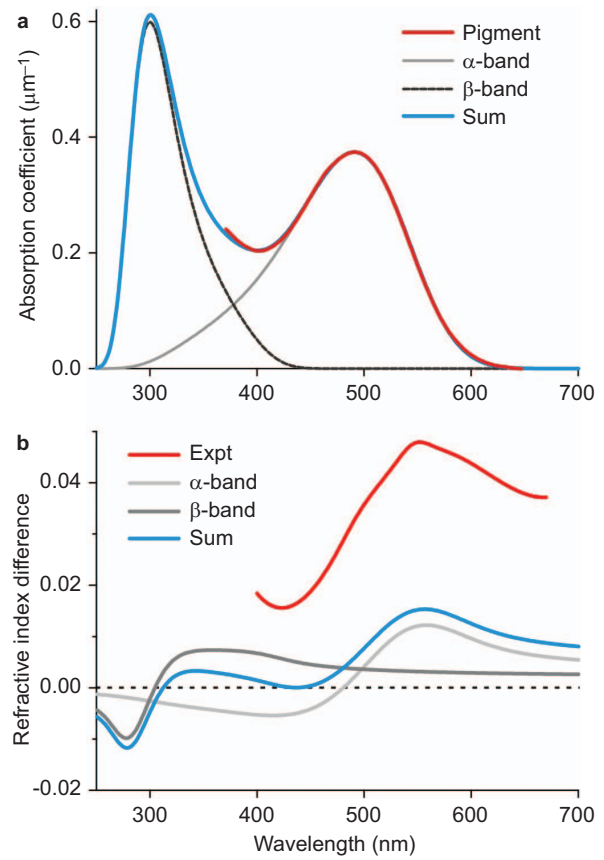 a
Absorption coefficient (μm⁻¹)
0.6
0.4
0.2
0.0
Pigment
α-band
β-band
Sum
300 400 500 600 700
b
Refractive index difference
0.04
0.02
0.00
-0.02
Expt
α-band
β-band
Sum
300 400 500 600 700
Wavelength (nm)